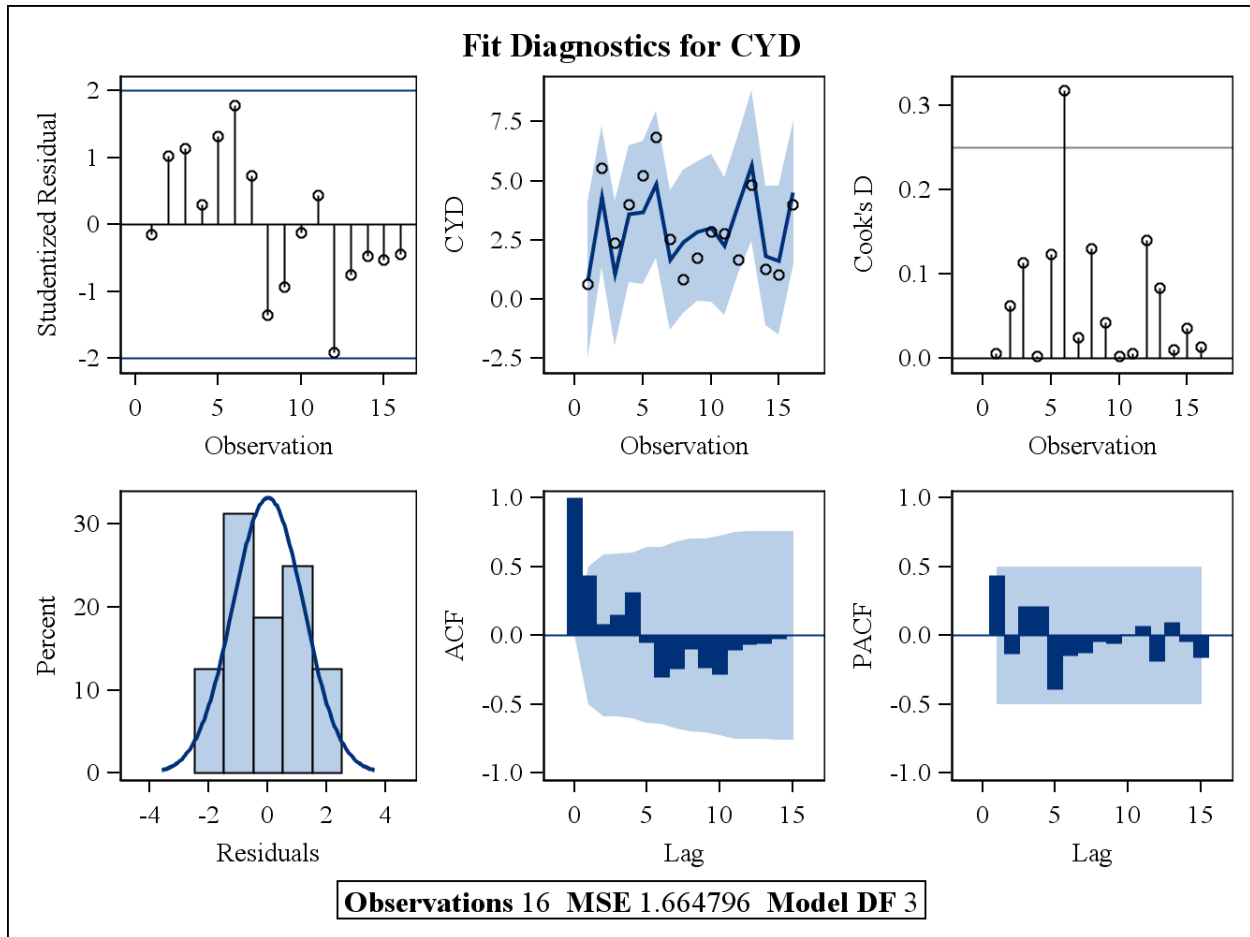 Fit Diagnostics for CYD
Studentized Residual
2
1
0
-1
-2
0 5 10 15
Observation
CYD
7.5
5.0
2.5
0.0
-2.5
0 5 10 15
Observation
Cook's D
0.3
0.2
0.1
0.0
0 5 10 15
Observation
Percent
30
20
10
0
-4 -2 0 2 4
Residuals
ACF
1.0
0.5
0.0
-0.5
-1.0
0 5 10 15
Lag
PACF
1.0
0.5
0.0
-0.5
-1.0
0 5 10 15
Lag
Observations 16 MSE 1.664796 Model DF 3